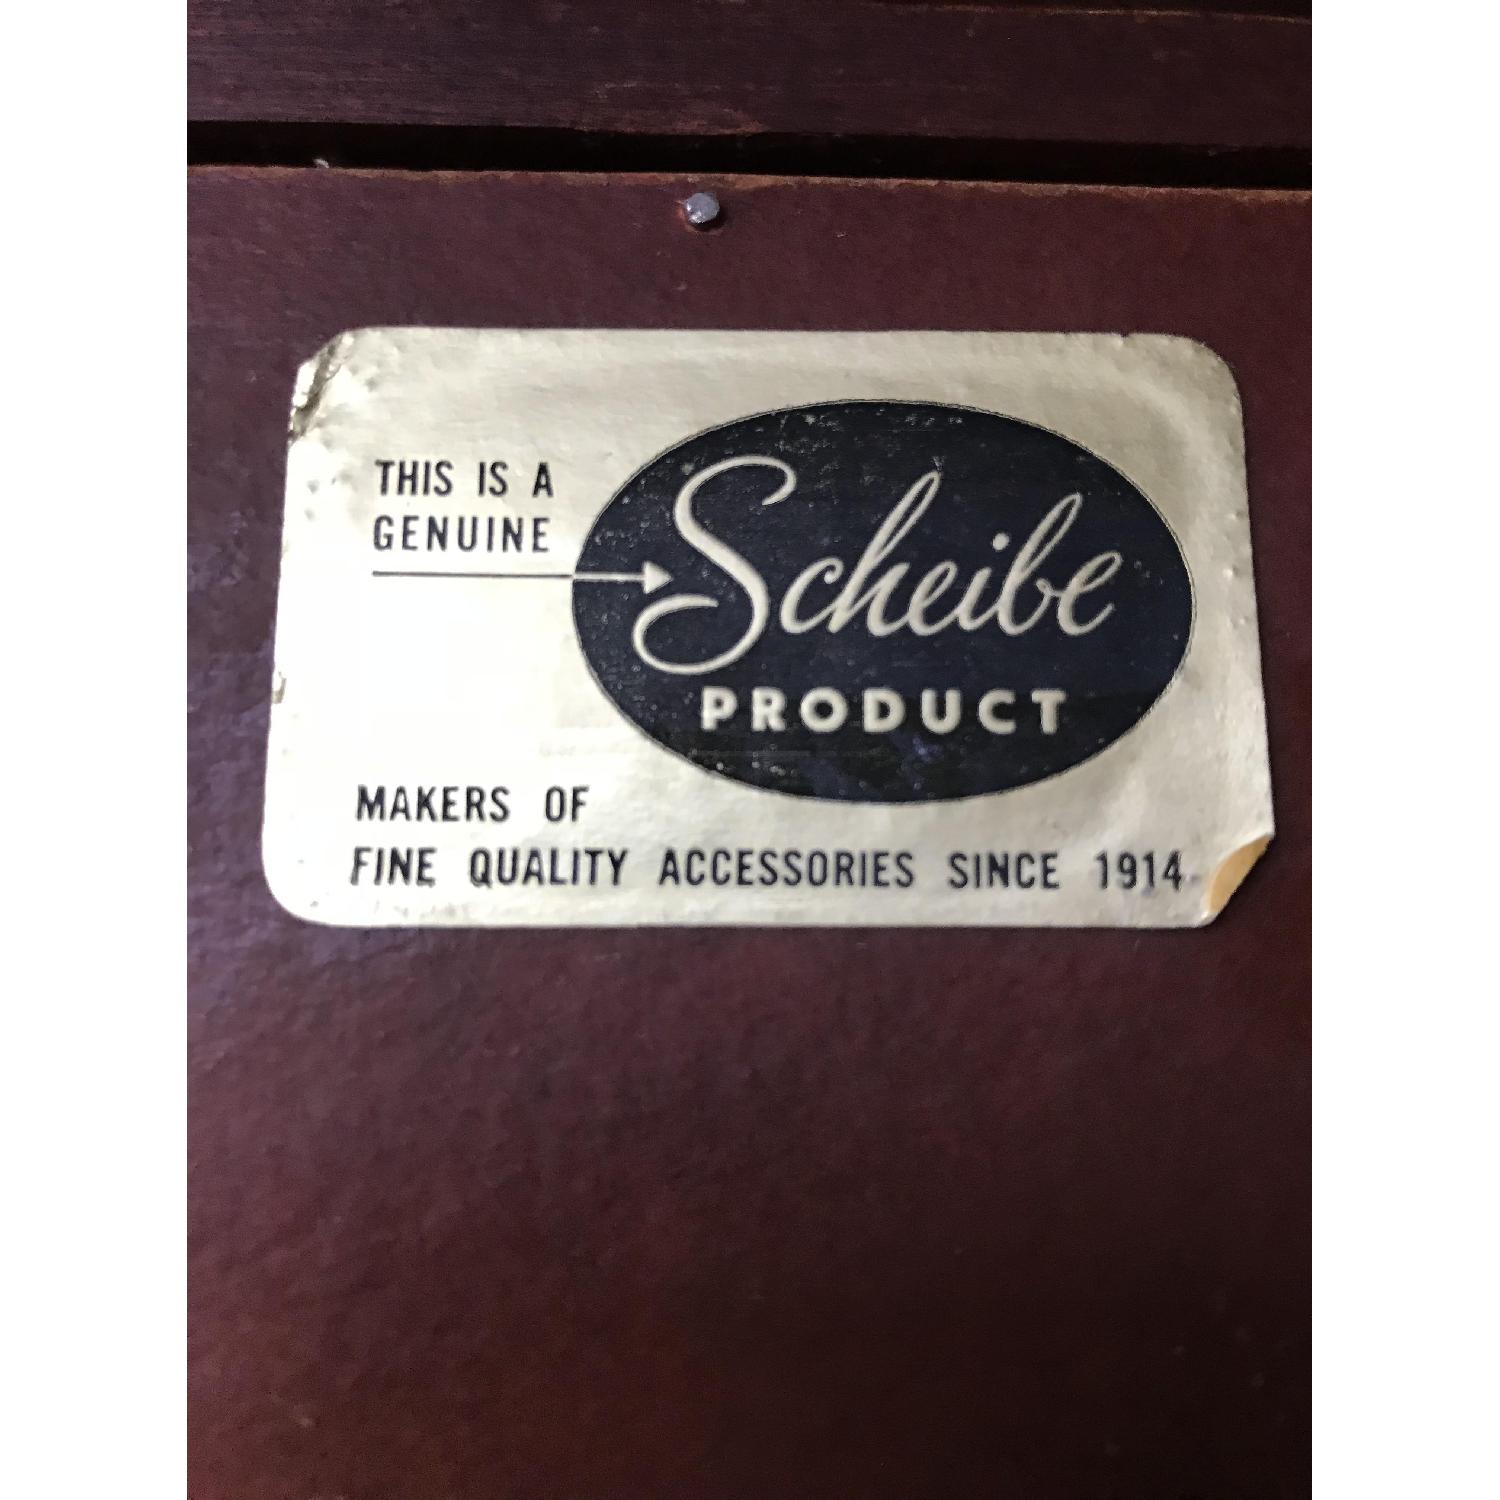 THIS IS A
GENUINE
Scheibe
PRODUCT
MAKERS OF
FINE QUALITY ACCESSORIES SINCE 1914